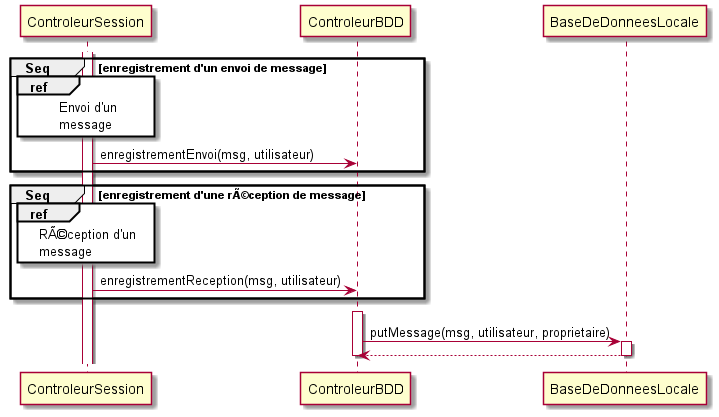 ControleurSession
ControleurBDD
BaseDeDonneesLocale
Seq
[enregistrement d'un envoi de message]
ref
Envoi d'un
message
enregistrementEnvoi(msg, utilisateur)
Seq
[enregistrement d'une rÃ©ception de message]
ref
RÃ©ception d'un
message
enregistrementReception(msg, utilisateur)
putMessage(msg, utilisateur, proprietaire)
ControleurSession
ControleurBDD
BaseDeDonneesLocale